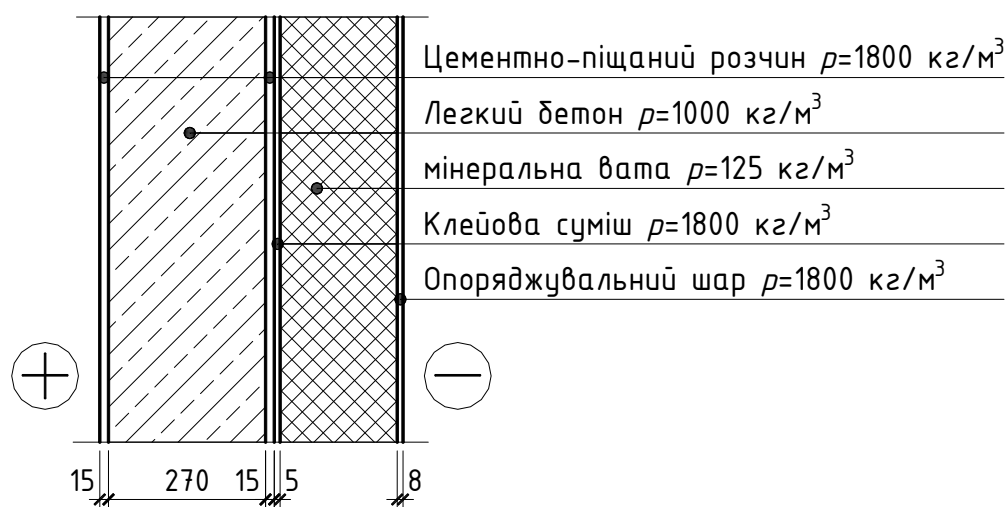 Цементно-піщаний розчин p=1800 кг/м³
Легкий бетон p=1000 кг/м³
мінеральна вата p=125 кг/м³
Клейова суміш p=1800 кг/м³
Опоряджувальний шар p=1800 кг/м³
15 270 15 5 8